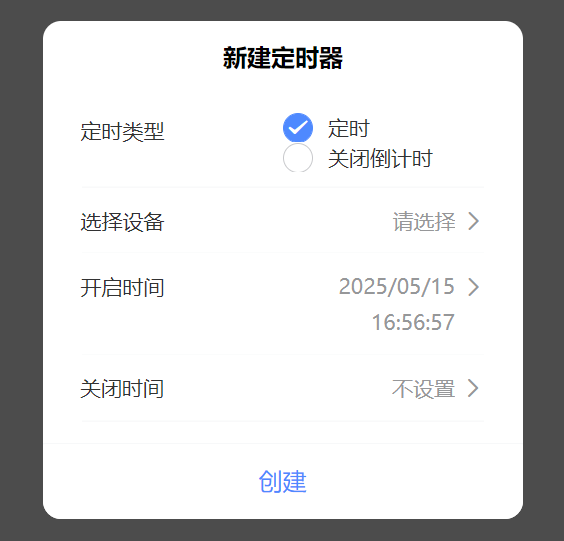 新建定时器
定时类型
定时
关闭倒计时
选择设备
请选择
开启时间
2025/05/15
16:56:57
关闭时间
不设置
创建